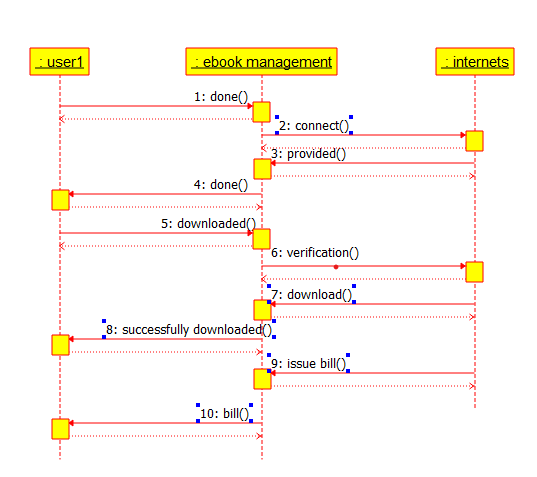 : user1
: ebook management
: internets
1: done()
2: connect()
3: provided()
4: done()
5: downloaded()
6: verification()
7: download()
8: successfully downloaded()
9: issue bill()
10: bill()